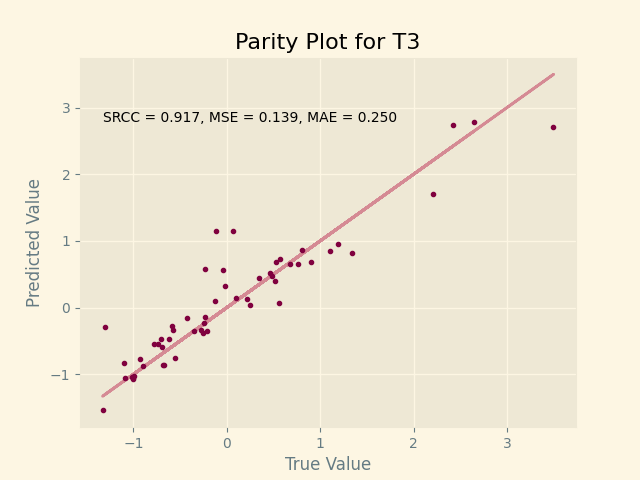 Parity Plot for T3
SRCC = 0.917, MSE = 0.139, MAE = 0.250
Predicted Value
3
2
1
0
−1
−1
0
1
2
3
True Value